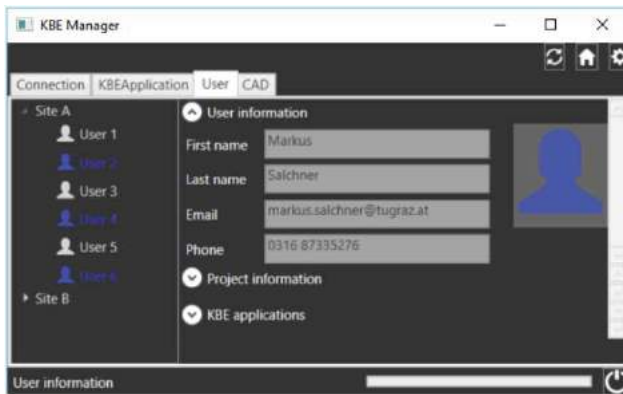 KBE Manager
Connection KBEApplication User CAD
Site A
User 1
User 2
User 3
User 4
User 5
User 6
Site B
User information
First name Markus
Last name Salchner
Email markus.salchner@tugraz.at
Phone 0316 87335276
Project information
KBE applications
User information